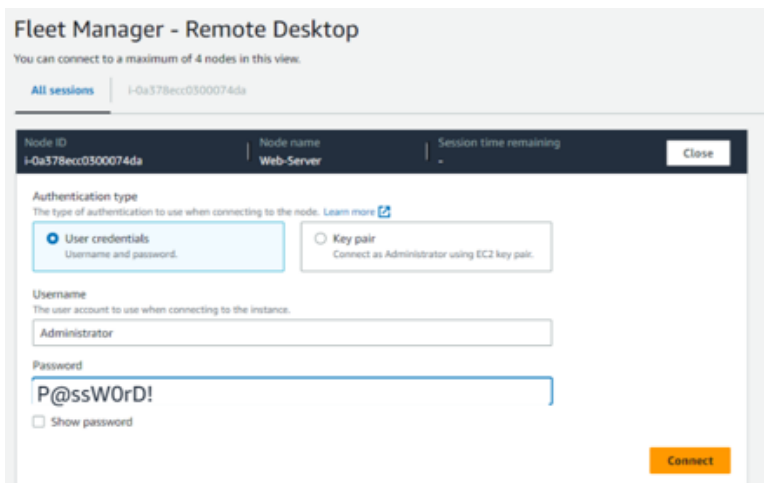 Fleet Manager - Remote Desktop
You can connect to a maximum of 4 nodes in this view.
All sessions
i-0a378ecc0300074da
Node ID
Node name
Session time remaining
i-0a378ecc0300074da
Web-Server
-
Close
Authentication type
The type of authentication to use when connecting to the node. Learn more
User credentials
Username and password.
Key pair
Connect as Administrator using EC2 key pair.
Username
The user account to use when connecting to the instance.
Administrator
Password
P@ssW0rD!
Show password
Connect